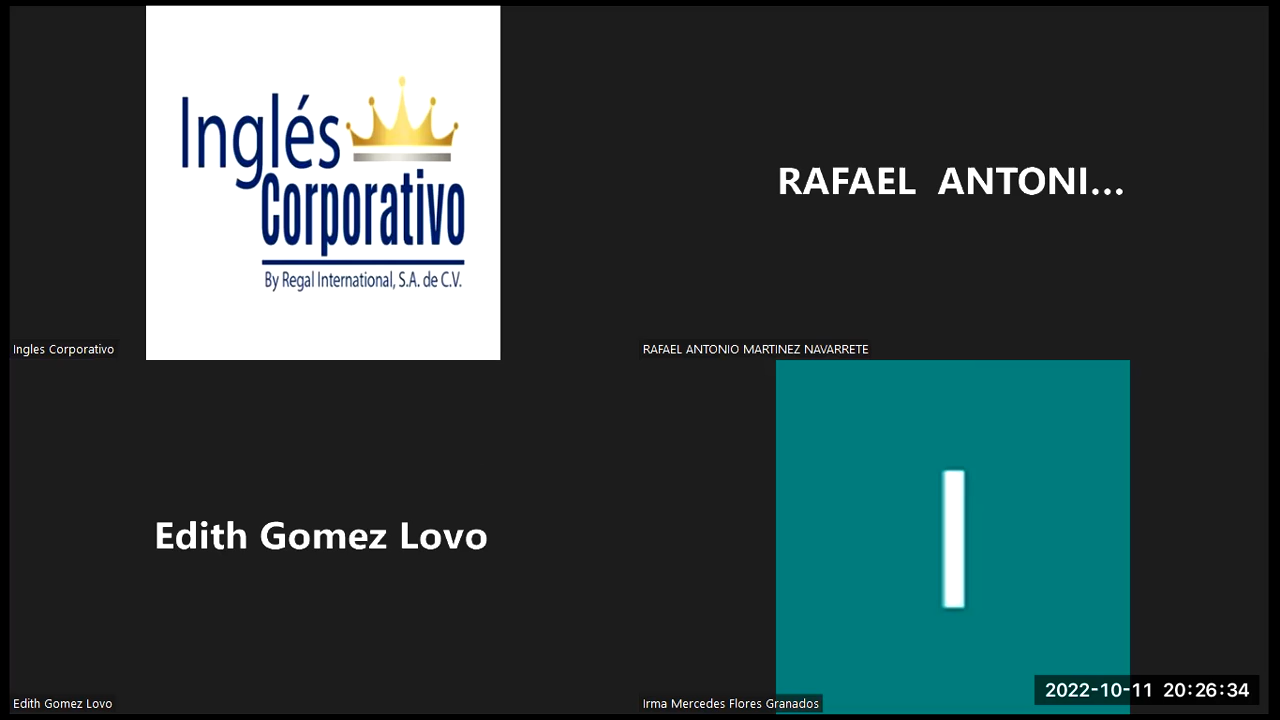 Inglés
Corporativo
By Regal International, S.A. de C.V.
Ingles Corporativo
RAFAEL ANTONI...
RAFAEL ANTONIO MARTINEZ NAVARRETE
Edith Gomez Lovo
Edith Gomez Lovo
I
Irma Mercedes Flores Granados
2022-10-11 20:26:34